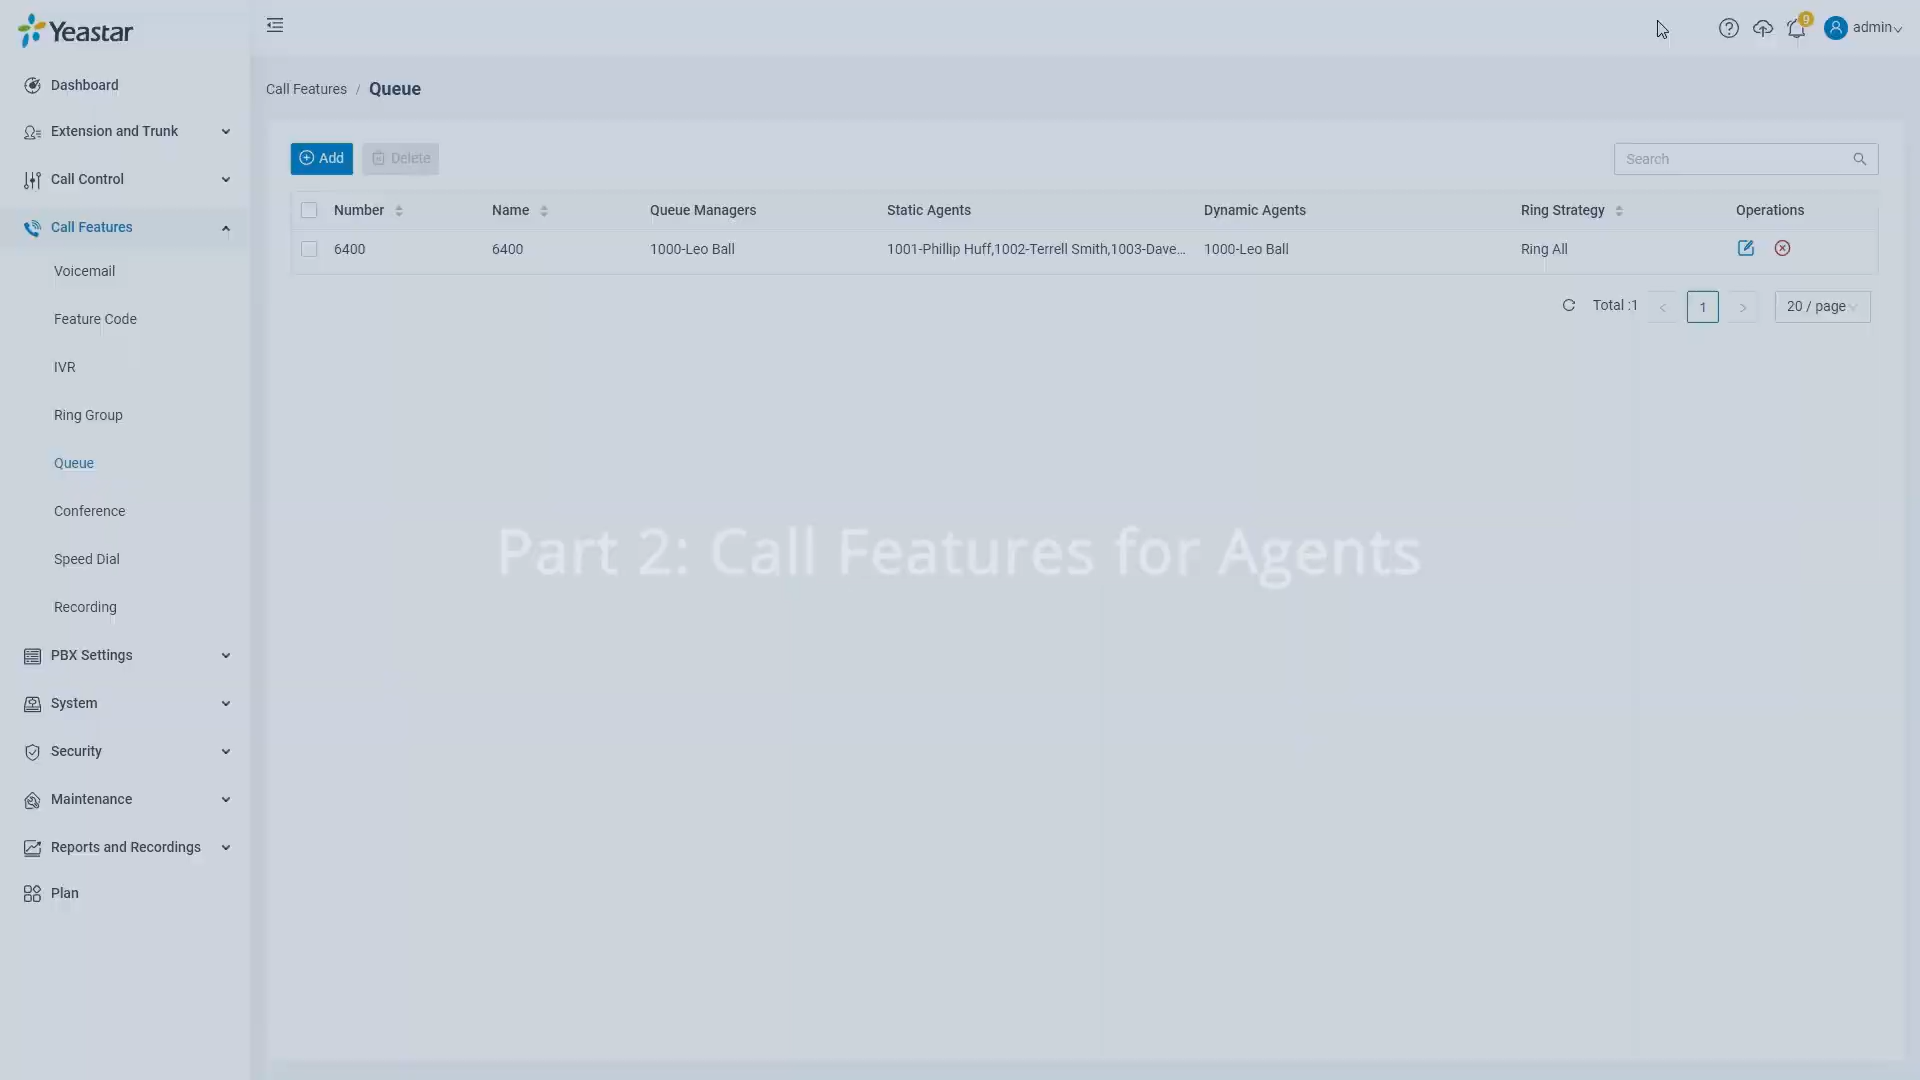 Yeastar
9
admin
Dashboard
Extension and Trunk
Call Control
Call Features
Voicemail
Feature Code
IVR
Ring Group
Queue
Conference
Speed Dial
Recording
PBX Settings
System
Security
Maintenance
Reports and Recordings
Plan
Call Features / Queue
Add Delete
Search
Number Name Queue Managers Static Agents Dynamic Agents Ring Strategy Operations
6400 6400 1000-Leo Ball 1001-Phillip Huff,1002-Terrell Smith,1003-Dave... 1000-Leo Ball Ring All
Total :1 < 1 > 20 / page
Part 2: Call Features for Agents